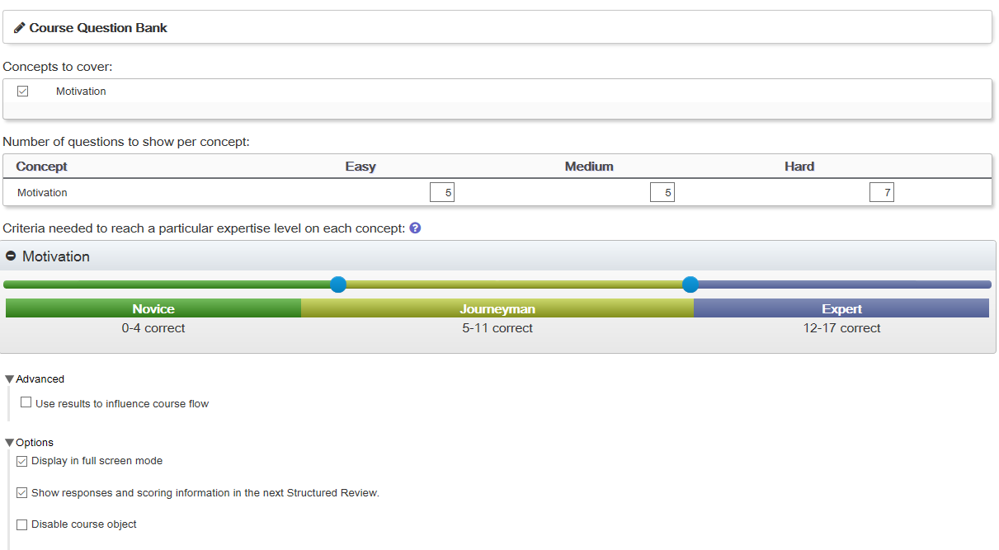 Course Question Bank
Concepts to cover:
Motivation
Number of questions to show per concept:
Concept Easy Medium Hard
Motivation 5 5 7
Criteria needed to reach a particular expertise level on each concept: ?
Motivation
Novice Journeyman Expert
0-4 correct 5-11 correct 12-17 correct
Advanced
Use results to influence course flow
Options
Display in full screen mode
Show responses and scoring information in the next Structured Review.
Disable course object